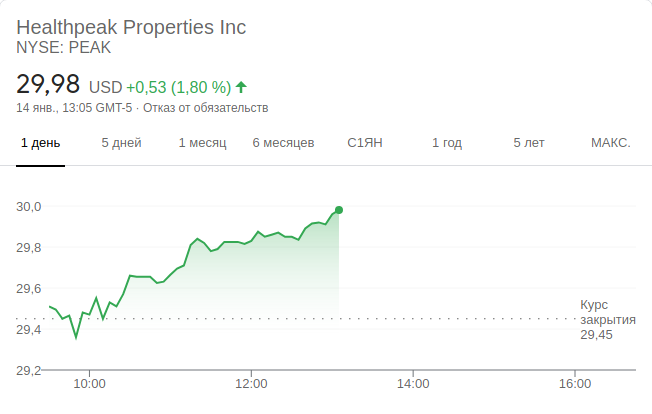 Healthpeak Properties Inc
NYSE: PEAK
29,98 USD +0,53 (1,80 %)
14 янв., 13:05 GMT-5 · Отказ от обязательств
1 день 5 дней 1 месяц 6 месяцев С1ЯН 1 год 5 лет МАКС.
30,0
29,8
29,6
Курс
закрытия
29,45
29,4
29,2
10:00 12:00 14:00 16:00